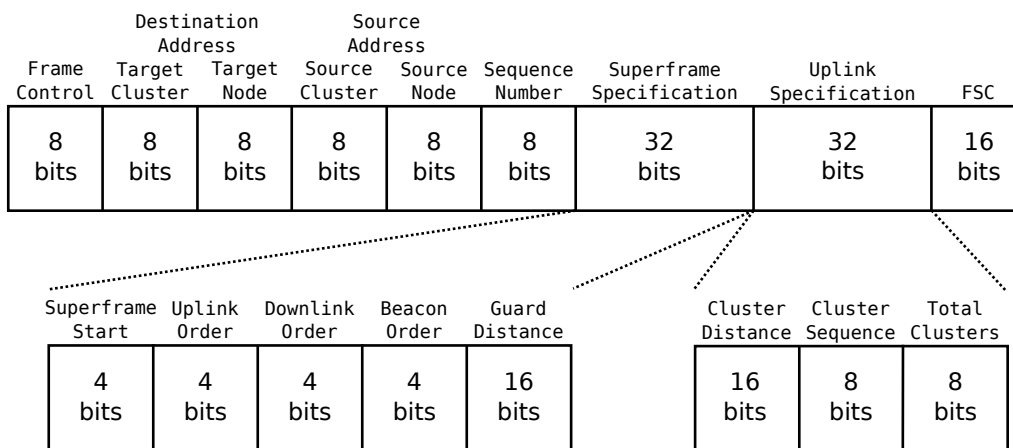 Destination Address
Source Address
Frame Control
Target Cluster
Target Node
Source Cluster
Source Node
Sequence Number
Superframe Specification
Uplink Specification
FSC
8 bits
8 bits
8 bits
8 bits
8 bits
8 bits
32 bits
32 bits
16 bits
Superframe Start
Uplink Order
Downlink Order
Beacon Order
Guard Distance
4 bits
4 bits
4 bits
4 bits
16 bits
Cluster Distance
Cluster Sequence
Total Clusters
16 bits
8 bits
8 bits